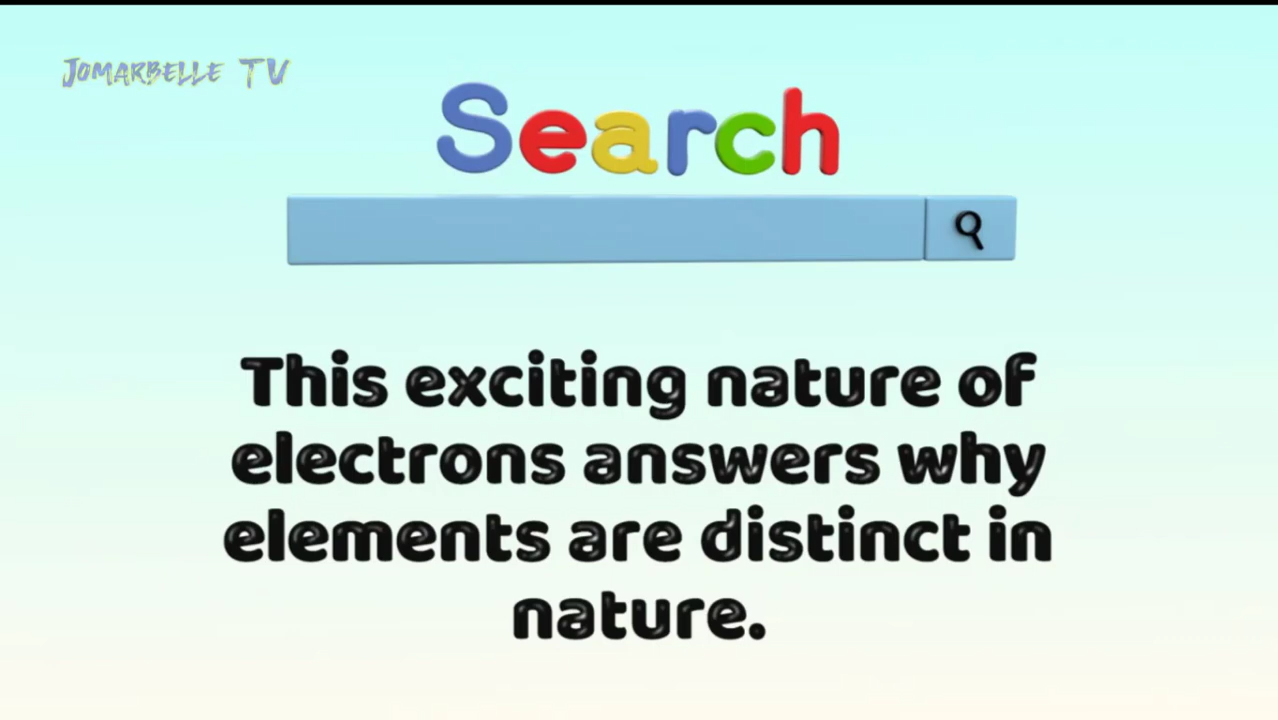 JOMARBELLE TV
Search
This exciting nature of
electrons answers why
elements are distinct in
nature.